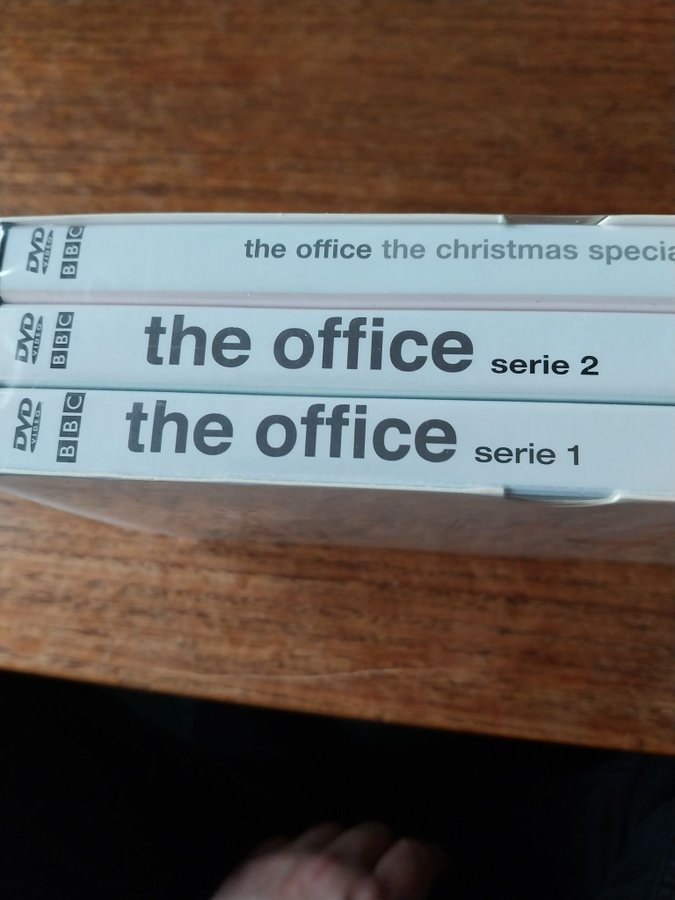 DVD VIDEO BBC the office the christmas specia
DVD VIDEO BBC the office serie 2
DVD VIDEO BBC the office serie 1